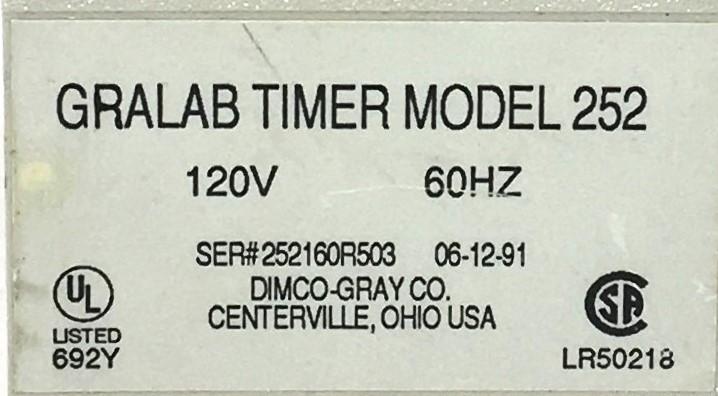 GRALAB TIMER MODEL 252
120V 60HZ
SER# 252160R503 06-12-91
DIMCO-GRAY CO.
CENTERVILLE, OHIO USA
UL
LISTED
692Y
SA
LR50218